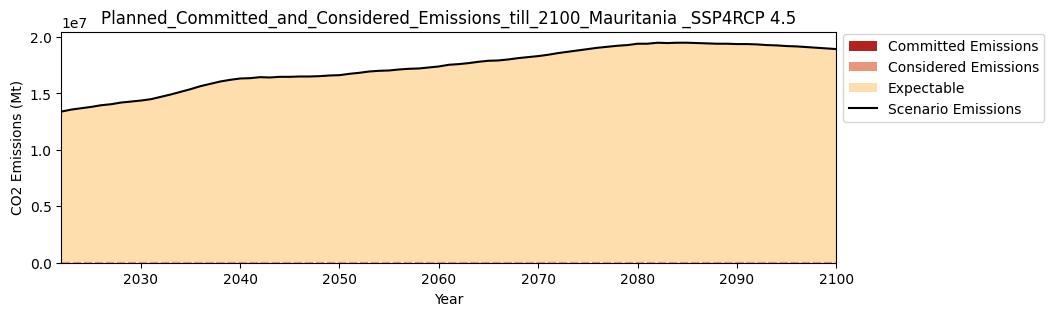 Planned_Committed_and_Considered_Emissions_till_2100_Mauritania _SSP4RCP 4.5
1e7
2.0
1.5
1.0
0.5
0.0
CO2 Emissions (Mt)
2030 2040 2050 2060 2070 2080 2090 2100
Year
Committed Emissions
Considered Emissions
Expectable
Scenario Emissions